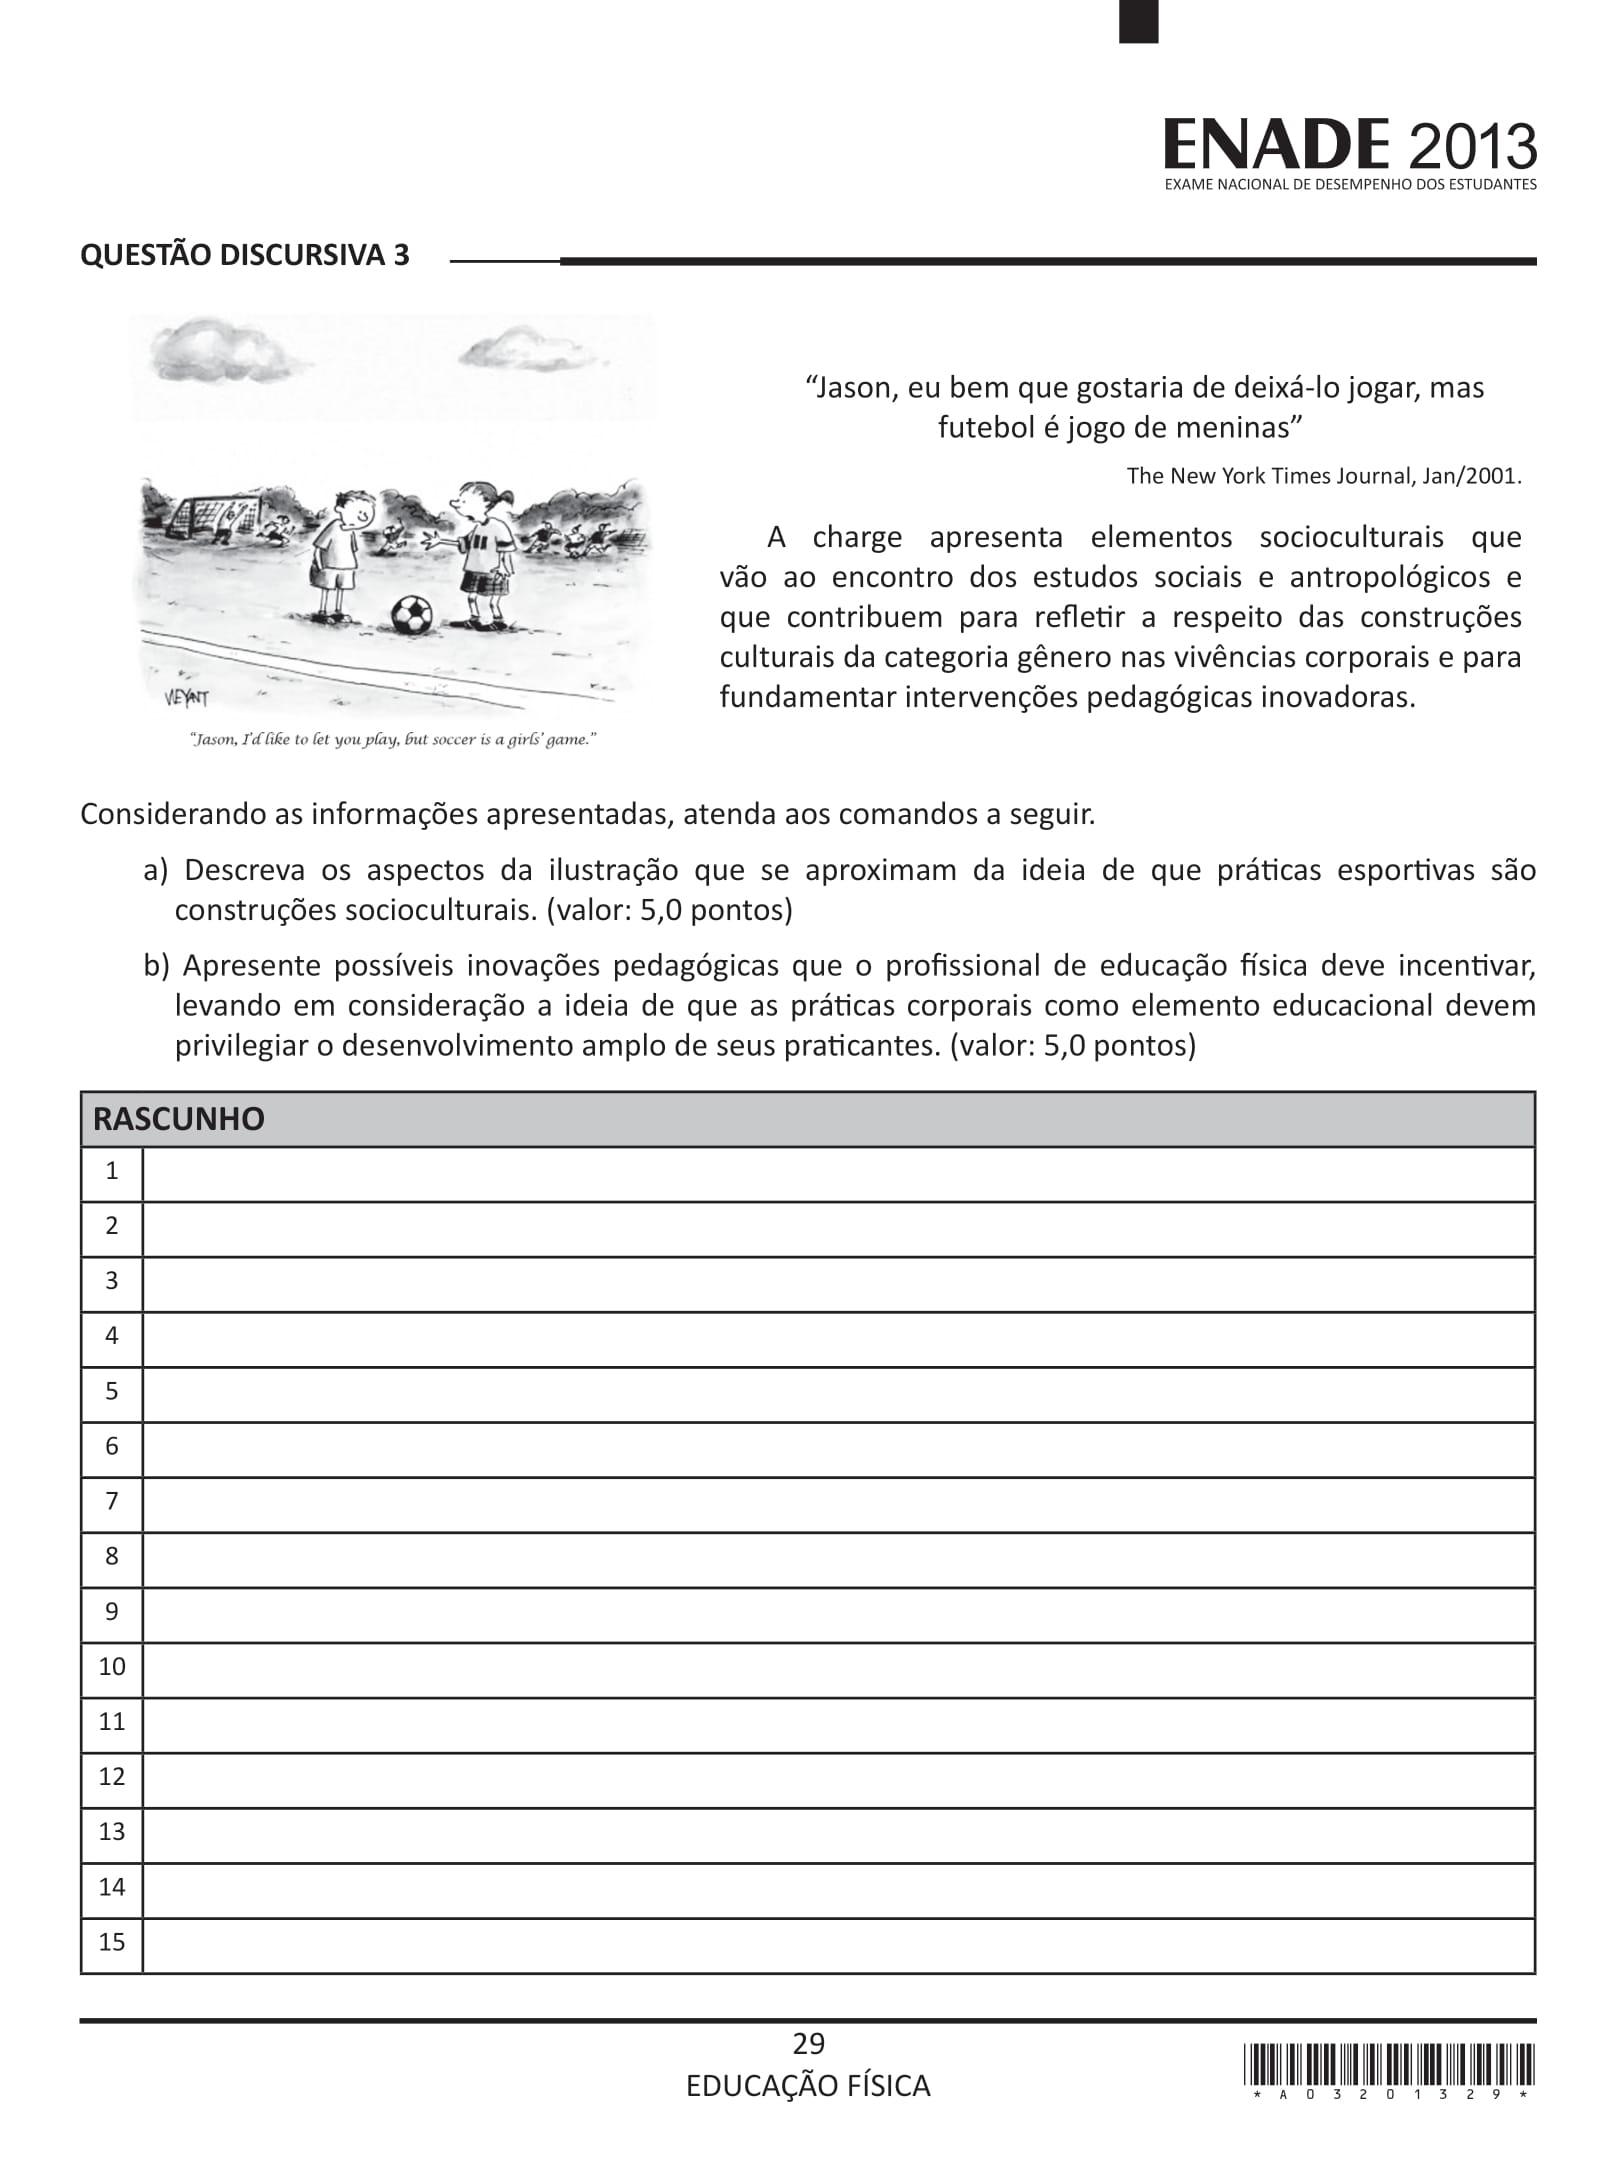 ENADE 2013
EXAME NACIONAL DE DESEMPENHO DOS ESTUDANTES
QUESTÃO DISCURSIVA 3
VEYANT
“Jason, I’d like to let you play, but soccer is a girls’ game.”
“Jason, eu bem que gostaria de deixá-lo jogar, mas
futebol é jogo de meninas”
The New York Times Journal, Jan/2001.
A charge apresenta elementos socioculturais que
vão ao encontro dos estudos sociais e antropológicos e
que contribuem para refletir a respeito das construções
culturais da categoria gênero nas vivências corporais e para
fundamentar intervenções pedagógicas inovadoras.
Considerando as informações apresentadas, atenda aos comandos a seguir.
a) Descreva os aspectos da ilustração que se aproximam da ideia de que práticas esportivas são
construções socioculturais. (valor: 5,0 pontos)
b) Apresente possíveis inovações pedagógicas que o profissional de educação física deve incentivar,
levando em consideração a ideia de que as práticas corporais como elemento educacional devem
privilegiar o desenvolvimento amplo de seus praticantes. (valor: 5,0 pontos)
RASCUNHO
1
2
3
4
5
6
7
8
9
10
11
12
13
14
15
29
EDUCAÇÃO FÍSICA
* A 0 3 2 0 1 3 2 9 *